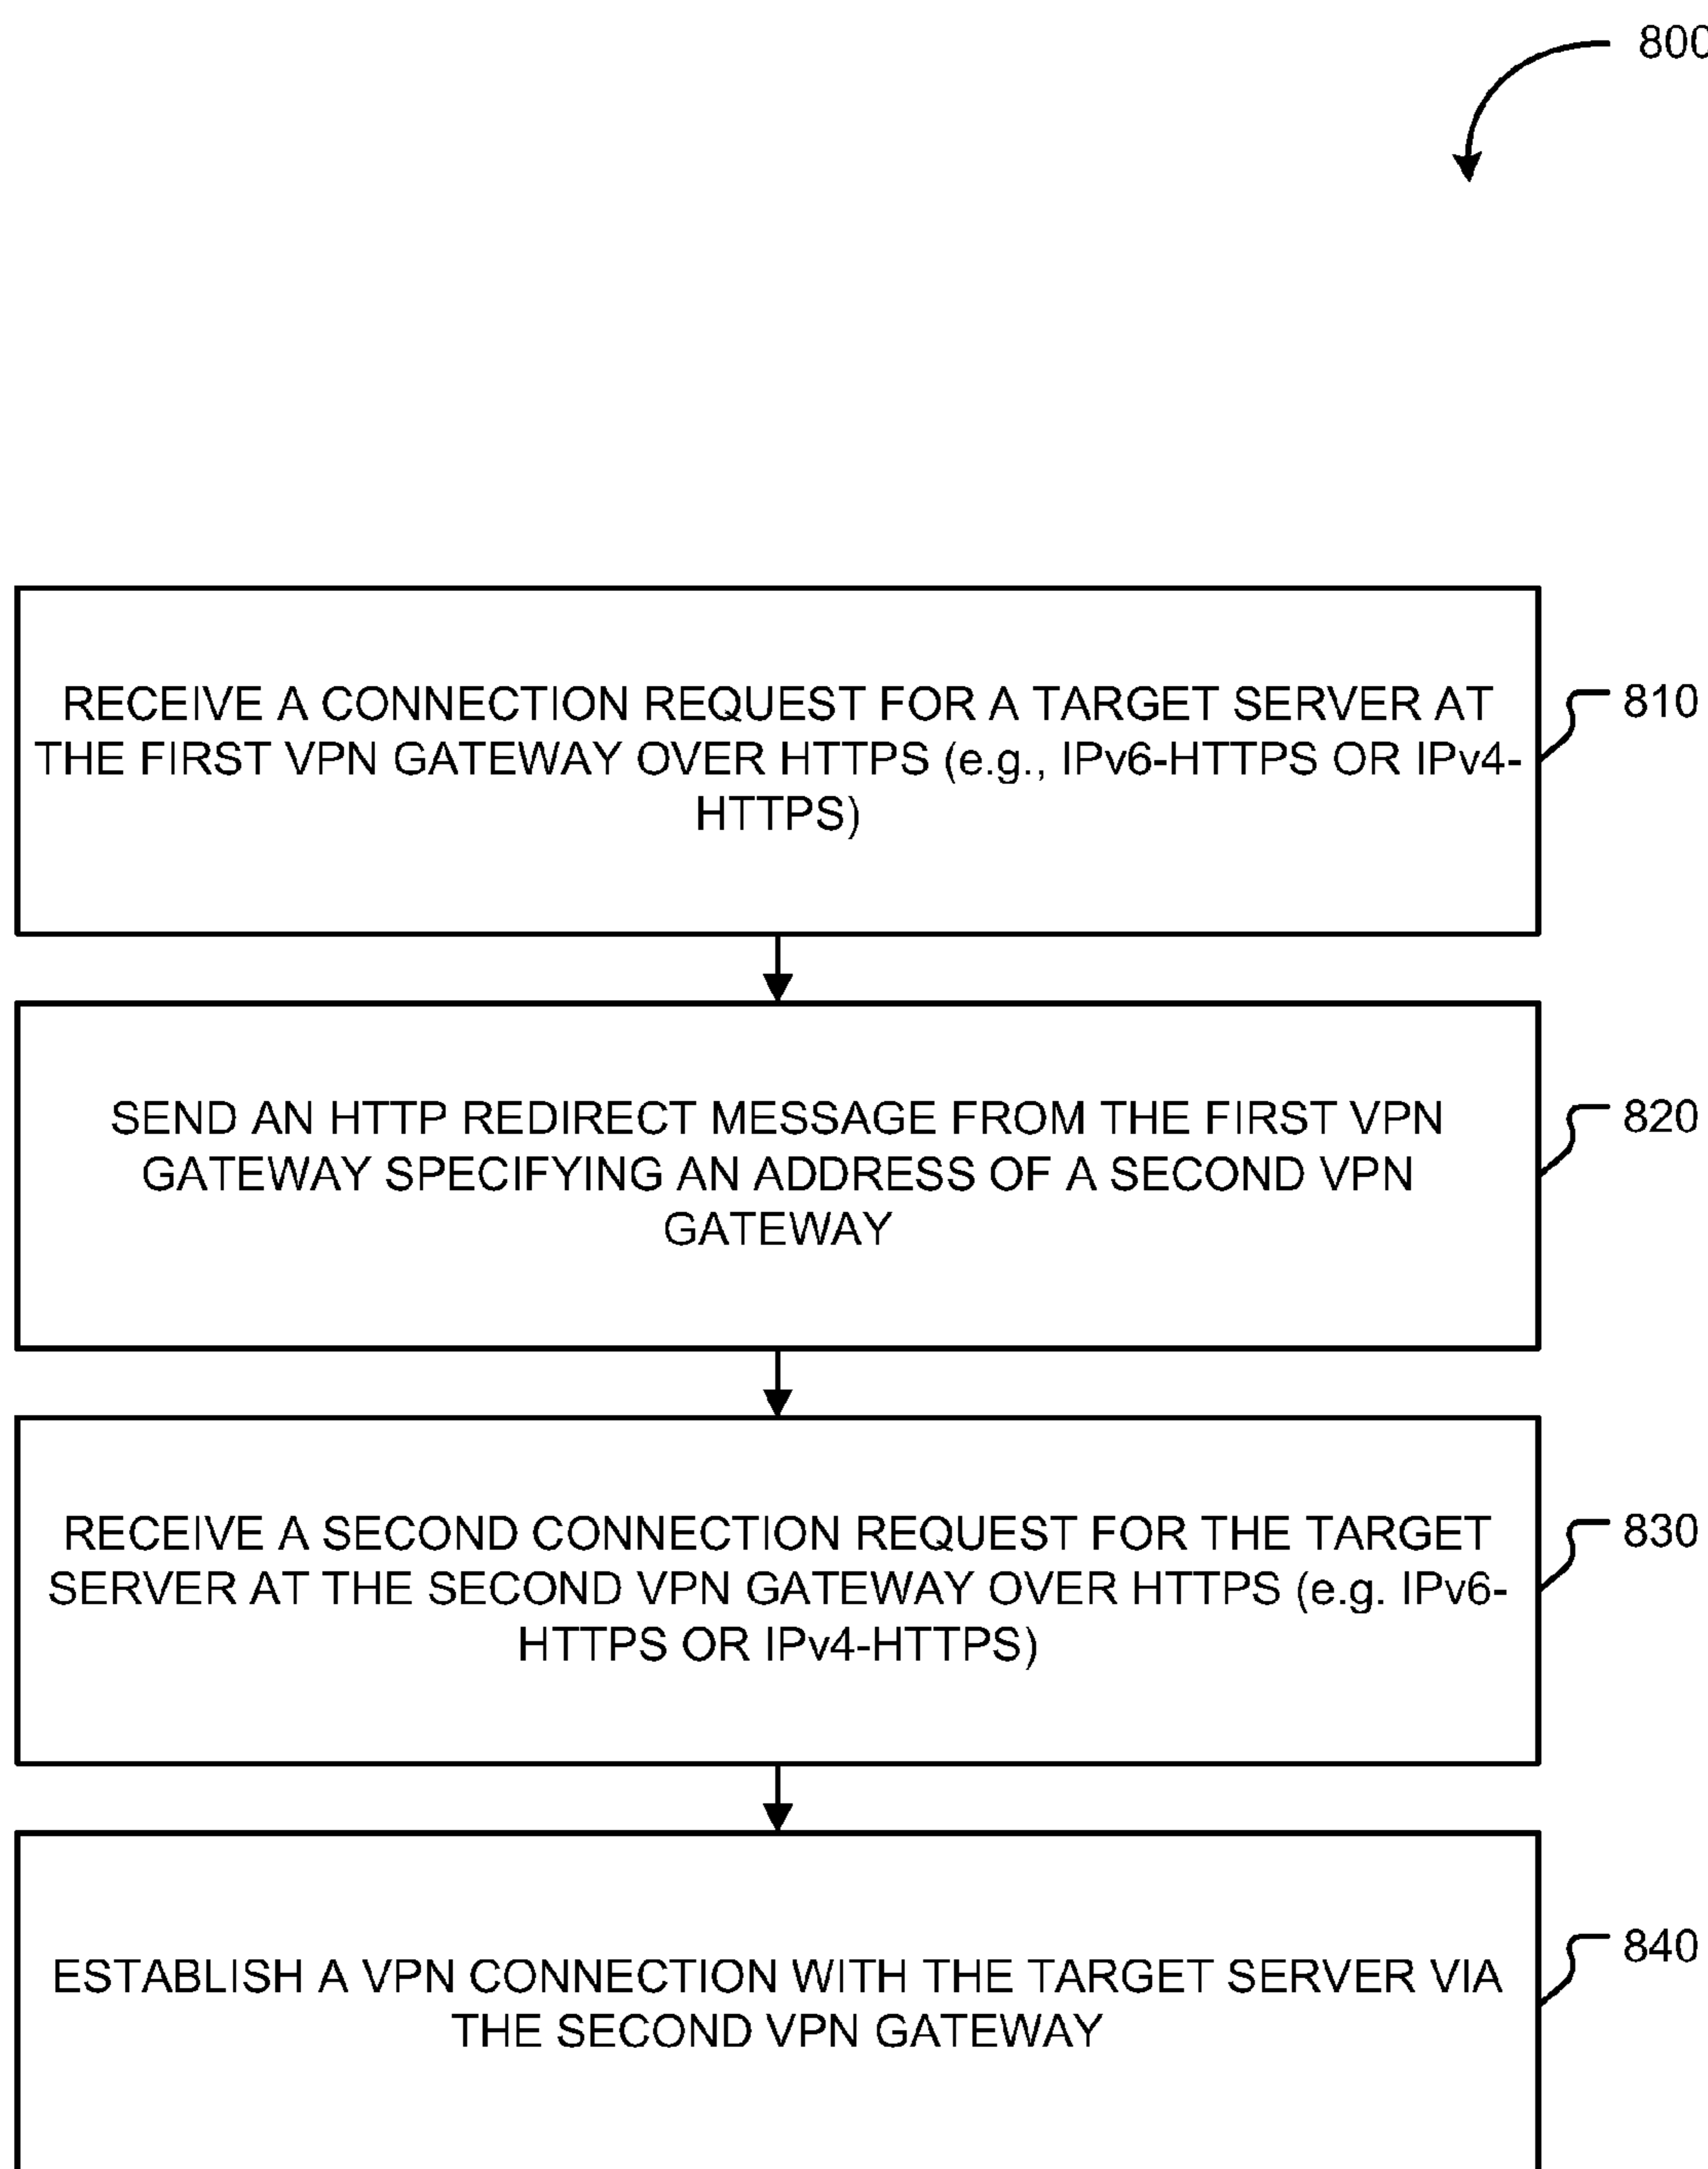 800
RECEIVE A CONNECTION REQUEST FOR A TARGET SERVER AT
THE FIRST VPN GATEWAY OVER HTTPS (e.g., IPv6-HTTPS OR IPv4-
HTTPS)
810
SEND AN HTTP REDIRECT MESSAGE FROM THE FIRST VPN
GATEWAY SPECIFYING AN ADDRESS OF A SECOND VPN
GATEWAY
820
RECEIVE A SECOND CONNECTION REQUEST FOR THE TARGET
SERVER AT THE SECOND VPN GATEWAY OVER HTTPS (e.g. IPv6-
HTTPS OR IPv4-HTTPS)
830
ESTABLISH A VPN CONNECTION WITH THE TARGET SERVER VIA
THE SECOND VPN GATEWAY
840